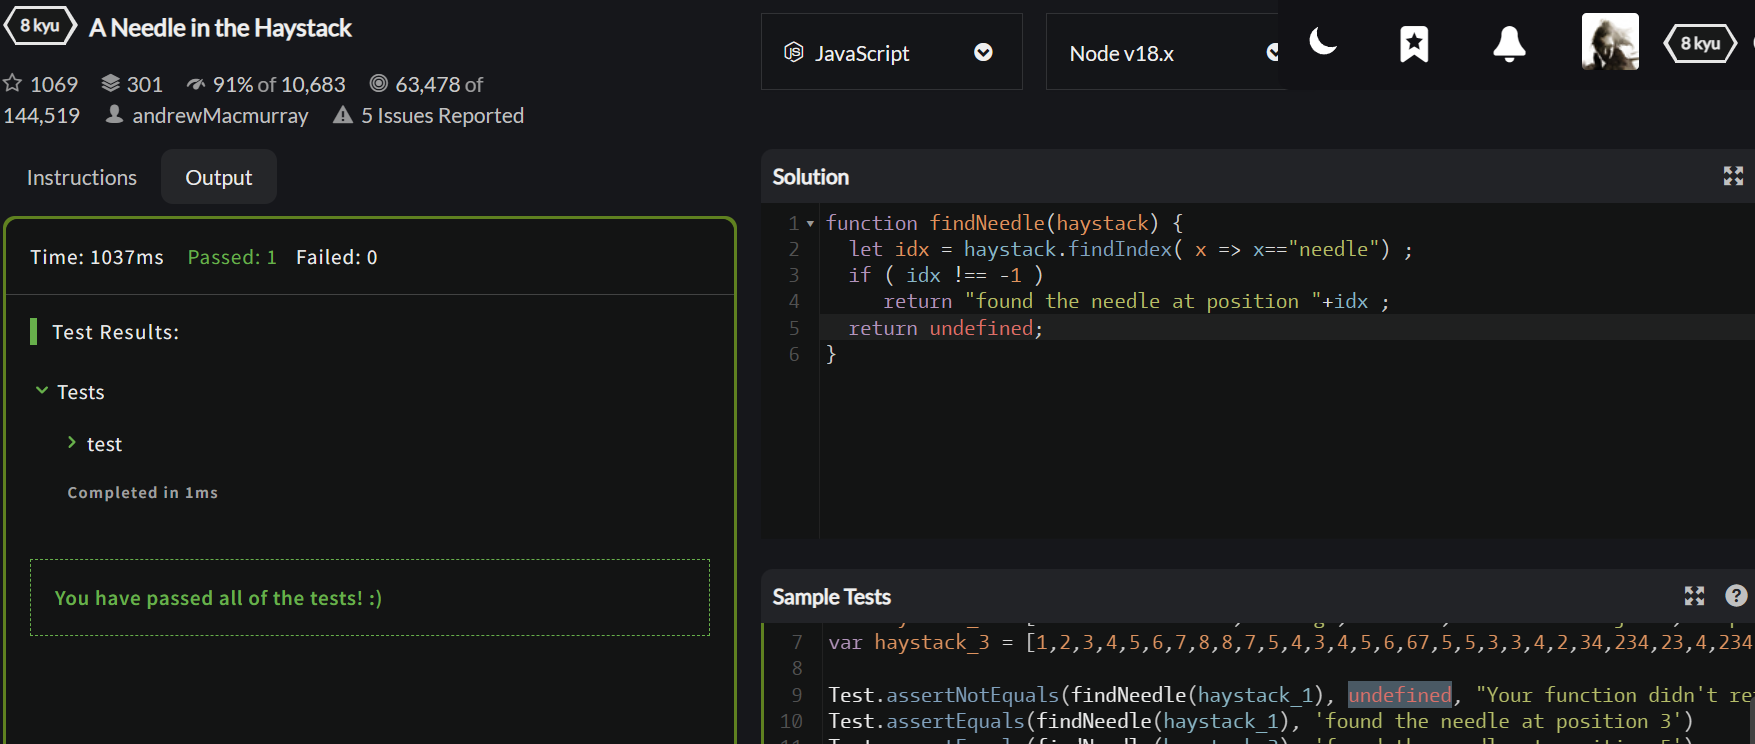 8 kyu A Needle in the Haystack
1069 301 91% of 10,683 63,478 of
144,519 andrewMacmurray 5 Issues Reported
JavaScript
Node v18.x
8 kyu
Instructions Output
Time: 1037ms Passed: 1 Failed: 0
Test Results:
Tests
test
Completed in 1ms
You have passed all of the tests! :)
Solution
1 function findNeedle(haystack) {
2 let idx = haystack.findIndex( x => x=="needle") ;
3 if ( idx !== -1 )
4 return "found the needle at position "+idx ;
5 return undefined;
6 }
Sample Tests
7 var haystack_3 = [1,2,3,4,5,6,7,8,8,7,5,4,3,4,5,6,67,5,5,3,3,4,2,34,234,23,4,234
8
9 Test.assertNotEquals(findNeedle(haystack_1), undefined, "Your function didn't re
10 Test.assertEquals(findNeedle(haystack_1), 'found the needle at position 3')